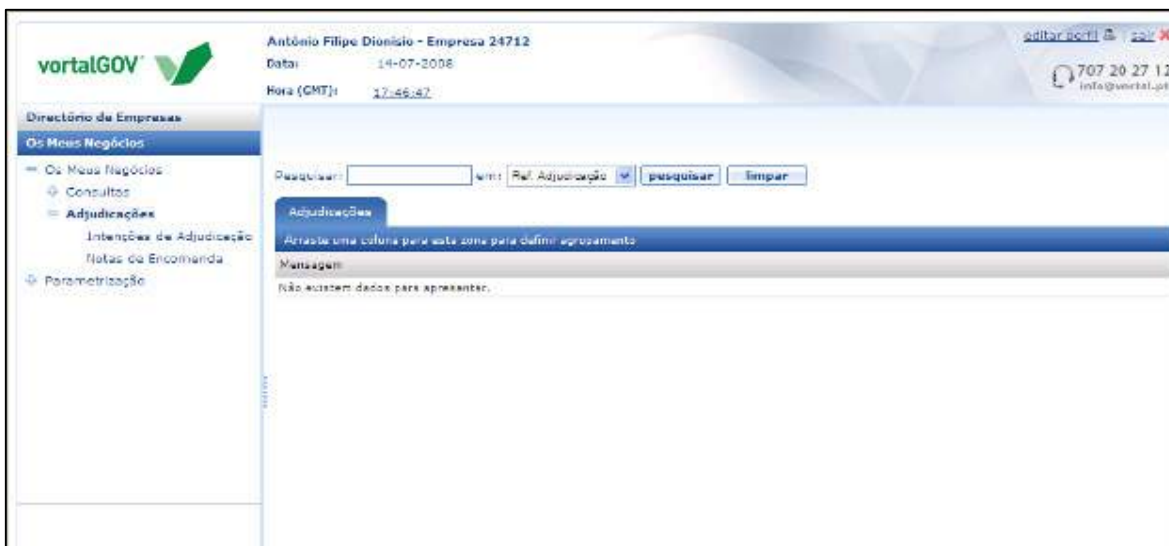 vortalGOV
António Filipe Dionísio - Empresa 24712
Data: 14-07-2008
Hora (GMT): 17:46:47
editar perfil | sair
707 20 27 12
info@vortal.pt
Directório de Empresas
Os Meus Negócios
Os Meus Negócios
Consultas
Adjudicações
Intenções de Adjudicação
Notas de Encomenda
Parametrização
Pesquisar: em: Ref. Adjudicação pesquisar limpar
Adjudicações
Arraste uma coluna para esta zona para definir agrupamento
Mensagem
Não existem dados para apresentar.